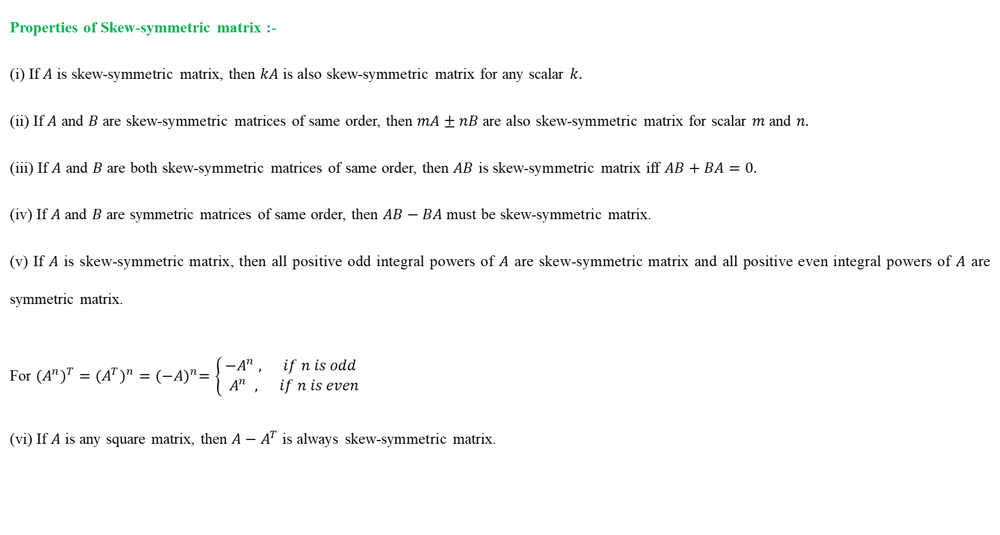 Properties of Skew-symmetric matrix :-
(i) If A is skew-symmetric matrix, then kA is also skew-symmetric matrix for any scalar k.
(ii) If A and B are skew-symmetric matrices of same order, then mA ± nB are also skew-symmetric matrix for scalar m and n.
(iii) If A and B are both skew-symmetric matrices of same order, then AB is skew-symmetric matrix iff AB + BA = 0.
(iv) If A and B are symmetric matrices of same order, then AB − BA must be skew-symmetric matrix.
(v) If A is skew-symmetric matrix, then all positive odd integral powers of A are skew-symmetric matrix and all positive even integral powers of A are
symmetric matrix.
For (Aⁿ)ᵀ = (Aᵀ)ⁿ = (−A)ⁿ = { −Aⁿ , if n is odd
Aⁿ , if n is even
(vi) If A is any square matrix, then A − Aᵀ is always skew-symmetric matrix.